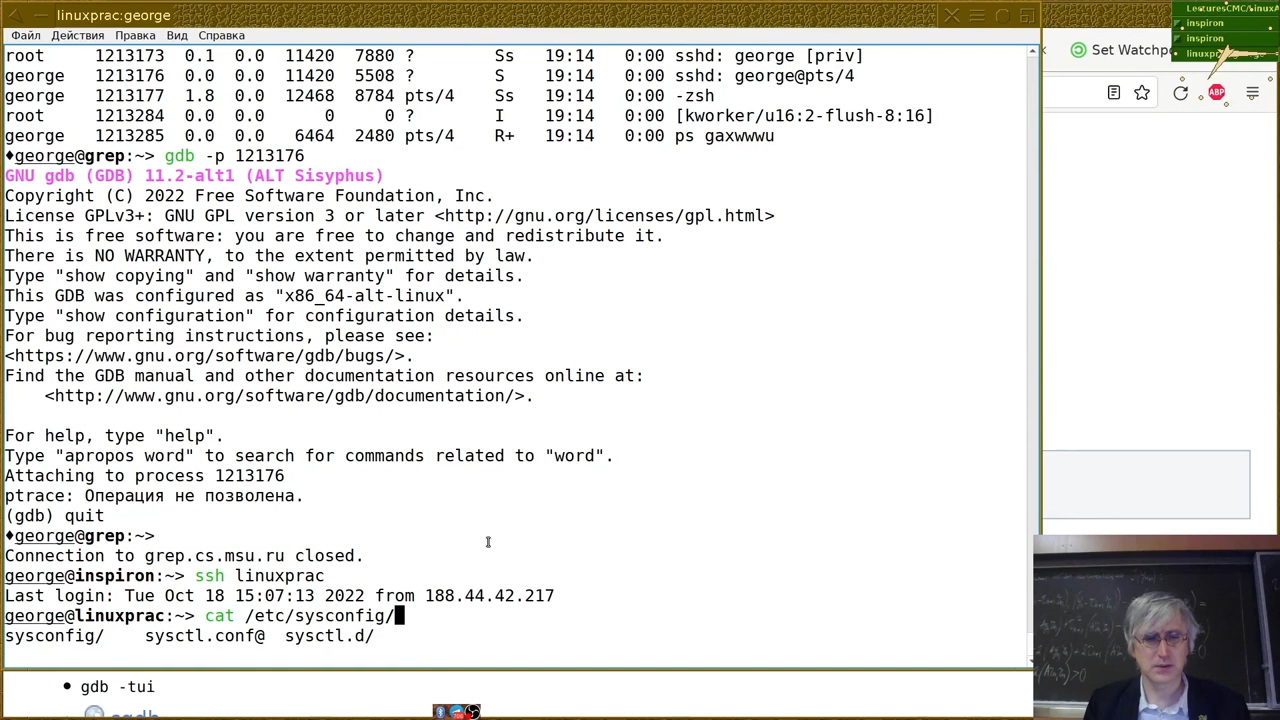 linuxprac:george
Файл Действия Правка Вид Справка
root 1213173 0.1 0.0 11420 7880 ? Ss 19:14 0:00 sshd: george [priv]
george 1213176 0.0 0.0 11420 5508 ? S 19:14 0:00 sshd: george@pts/4
george 1213177 1.8 0.0 12468 8784 pts/4 Ss 19:14 0:00 -zsh
root 1213284 0.0 0.0 0 0 ? I 19:14 0:00 [kworker/u16:2-flush-8:16]
george 1213285 0.0 0.0 6464 2480 pts/4 R+ 19:14 0:00 ps gaxwwwu
♦george@grep:~> gdb -p 1213176
GNU gdb (GDB) 11.2-alt1 (ALT Sisyphus)
Copyright (C) 2022 Free Software Foundation, Inc.
License GPLv3+: GNU GPL version 3 or later <http://gnu.org/licenses/gpl.html>
This is free software: you are free to change and redistribute it.
There is NO WARRANTY, to the extent permitted by law.
Type "show copying" and "show warranty" for details.
This GDB was configured as "x86_64-alt-linux".
Type "show configuration" for configuration details.
For bug reporting instructions, please see:
<https://www.gnu.org/software/gdb/bugs/>.
Find the GDB manual and other documentation resources online at:
<http://www.gnu.org/software/gdb/documentation/>.
For help, type "help".
Type "apropos word" to search for commands related to "word".
Attaching to process 1213176
ptrace: Операция не позволена.
(gdb) quit
♦george@grep:~>
Connection to grep.cs.msu.ru closed.
george@inspiron:~> ssh linuxprac
Last login: Tue Oct 18 15:07:13 2022 from 188.44.42.217
george@linuxprac:~> cat /etc/sysconfig/
sysconfig/ sysctl.conf@ sysctl.d/
gdb -tui
LecturesCMC/LinuxA
inspiron
inspiron
Set Watchp
ABP